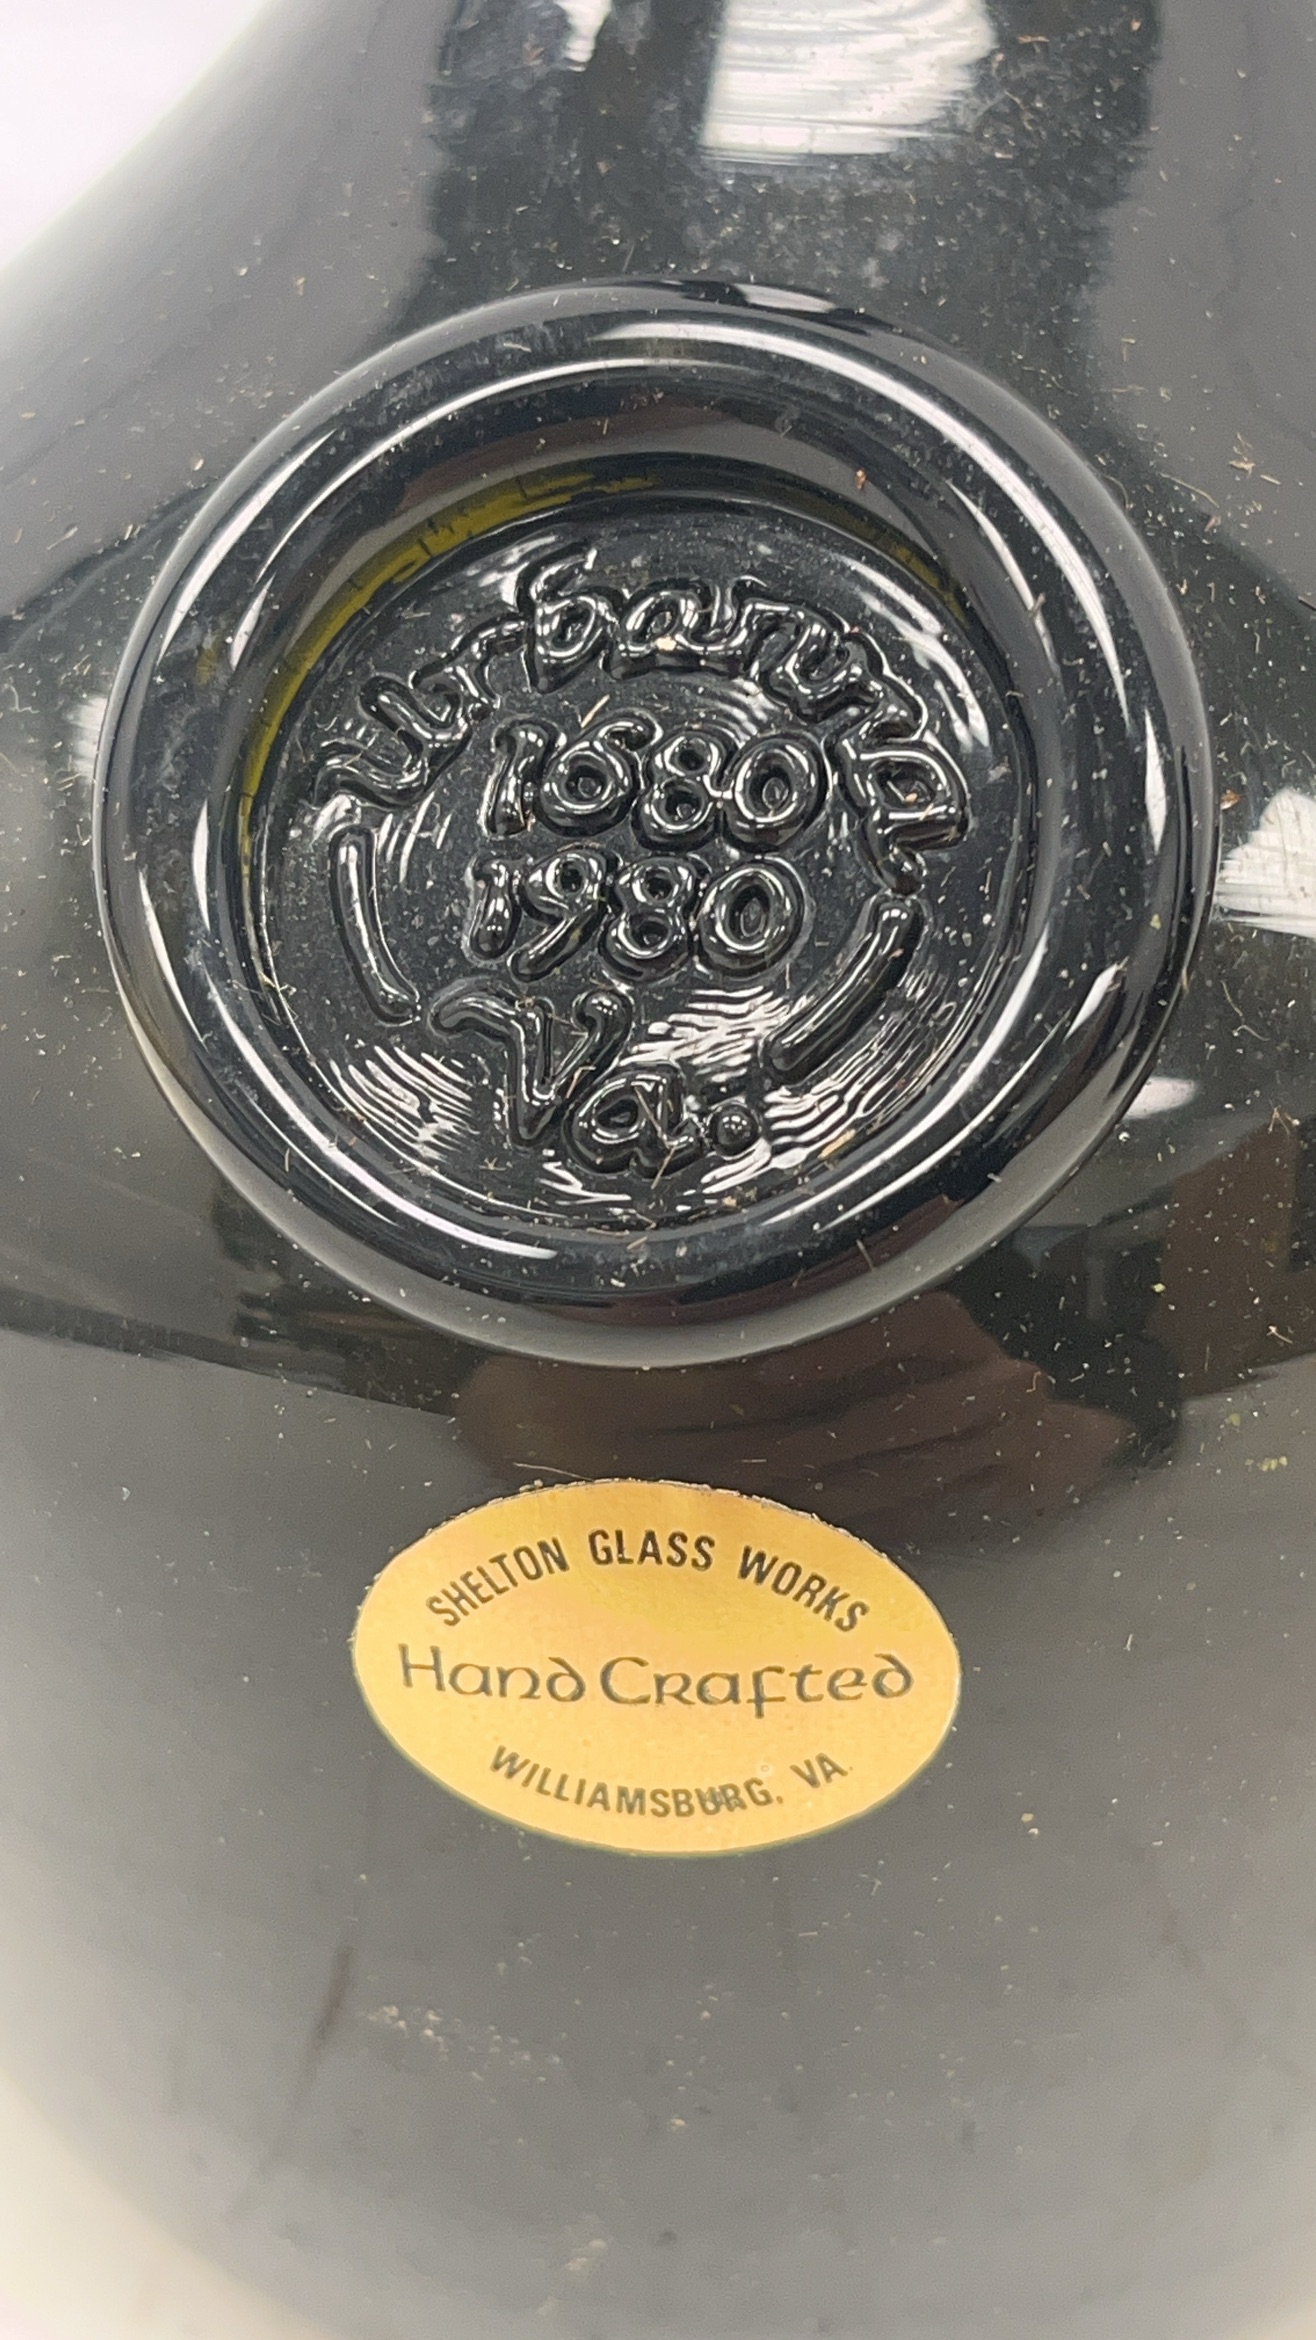 Urbanna
1680
1980
Va.
SHELTON GLASS WORKS
Hand Crafted
WILLIAMSBURG, VA.